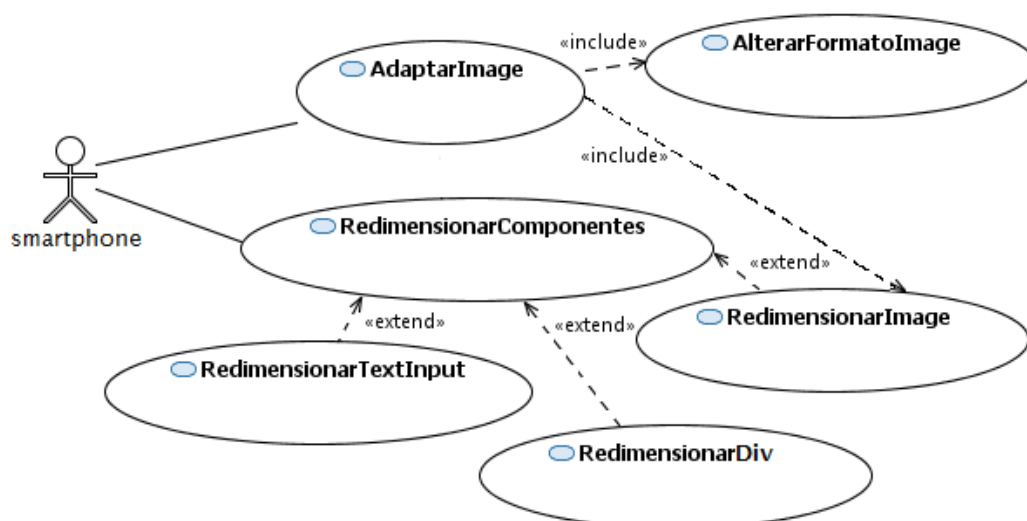 «include»
AlterarFormatoImage
AdaptarImage
«include»
smartphone
RedimensionarComponentes
«extend»
RedimensionarImage
«extend»
«extend»
RedimensionarTextInput
RedimensionarDiv